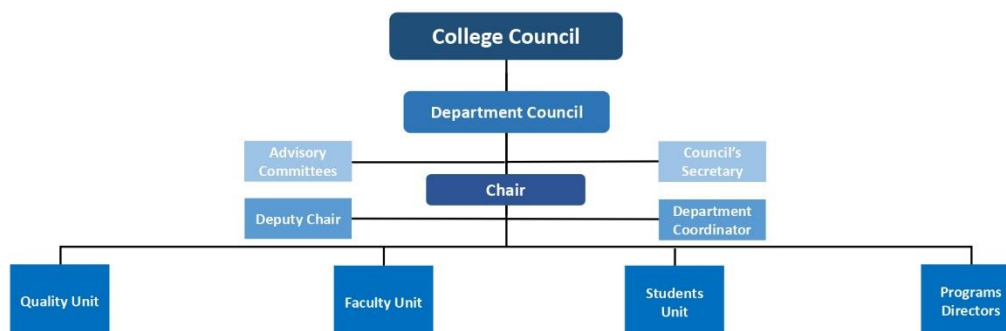 College Council
Department Council
Advisory
Committees
Council's
Secretary
Chair
Deputy Chair
Department
Coordinator
Quality Unit
Faculty Unit
Students
Unit
Programs
Directors